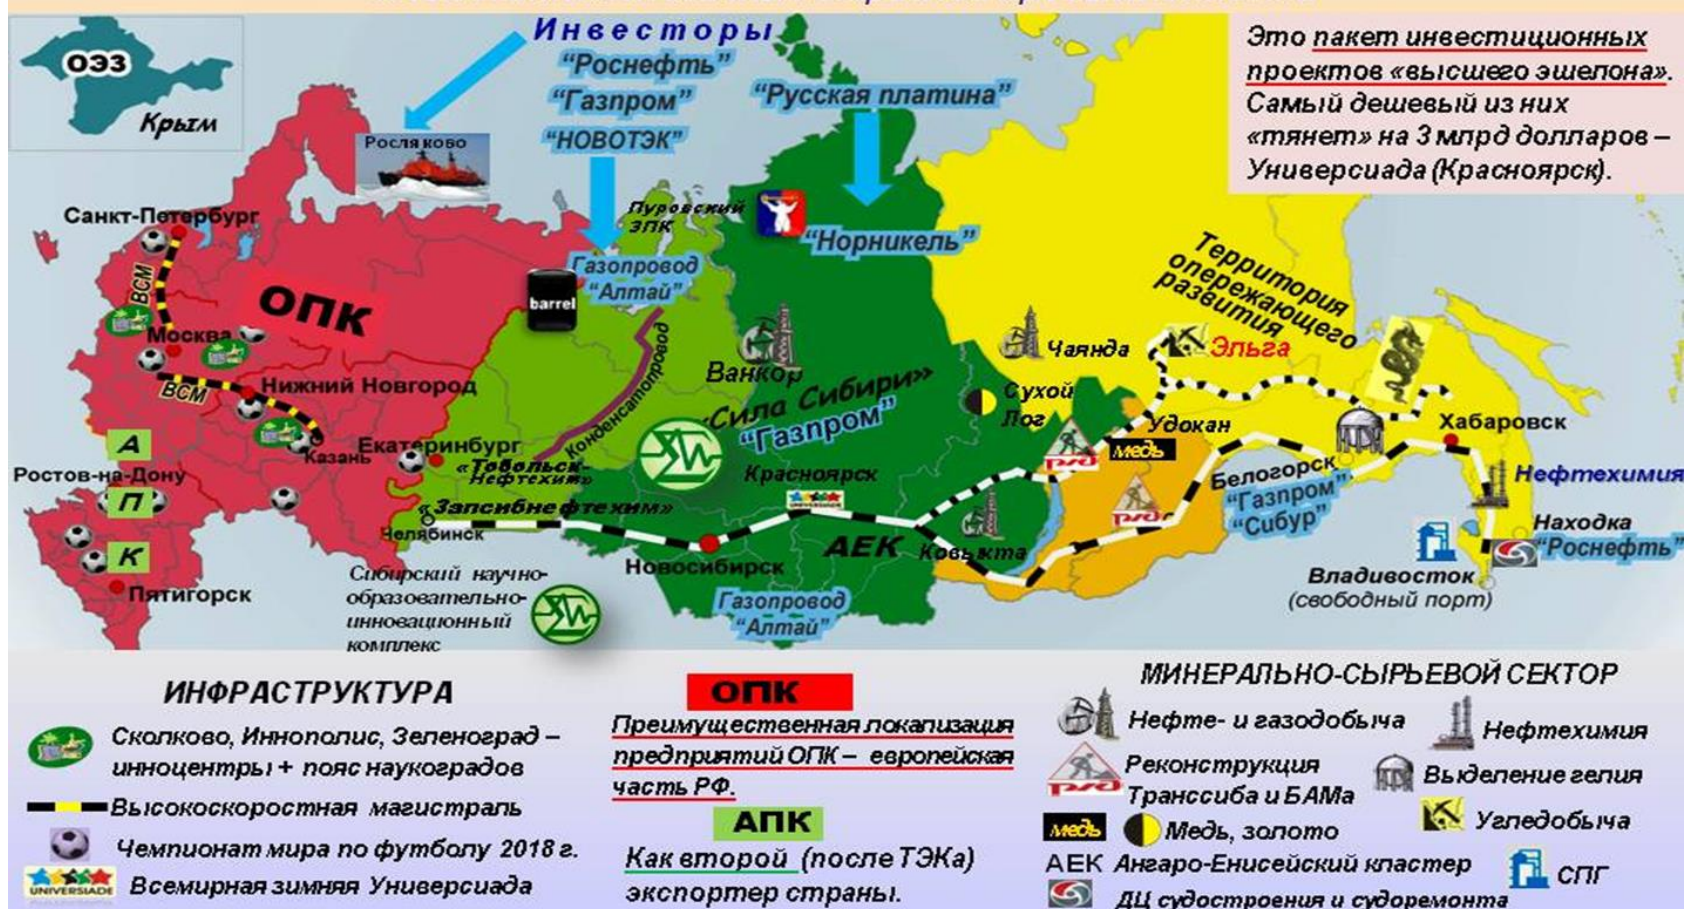 Инвесторы
"Роснефть"
"Газпром"
"НОВОТЭК"
"Русская платина"
Это пакет инвестиционных
проектов «высшего эшелона».
Самый дешевый из них
«тянет» на 3 млрд долларов –
Универсиада (Красноярск).
ОЭЗ
Крым
Росляково
Санкт-Петербург
Пуровский
ЗПК
"Норникель"
Газопровод
"Алтай"
barrel
ВСМ
ОПК
Москва
Территория
опережающего
развития
Чаянда
Эльга
Ванкор
Конденсатопровод
ВСМ
Нижний Новгород
«Сила Сибири»
"Газпром"
Сухой
Лог
Удокан
Хабаровск
А
Екатеринбург
Казань
ржд
медь
Ростов-на-Дону
«Тобольск-
Нефтехим»
Красноярск
Белогорск
"Газпром"
"Сибур"
Нефтехимия
П
«Запсибнефтехим»
UNIVERSIADE
ржд
Челябинск
АЕК
Ковыкта
Находка
"Роснефть"
К
Новосибирск
Пятигорск
Владивосток
(свободный порт)
Сибирский научно-
образовательно-
инновационный
комплекс
Газопровод
"Алтай"
ИНФРАСТРУКТУРА
Сколково, Иннополис, Зеленоград –
инноцентры + пояс наукоградов
Высокоскоростная магистраль
Чемпионат мира по футболу 2018 г.
UNIVERSIADE
Всемирная зимняя Универсиада
ОПК
Преимущественная локализация
предприятий ОПК – европейская
часть РФ.
АПК
Как второй (после ТЭКа)
экспортер страны.
МИНЕРАЛЬНО-СЫРЬЕВОЙ СЕКТОР
Нефте- и газодобыча
Нефтехимия
ржд
Реконструкция
Транссиба и БАМа
Выделение гелия
медь
Медь, золото
Угледобыча
АЕК Ангаро-Енисейский кластер
СПГ
ДЦ судостроения и судоремонта